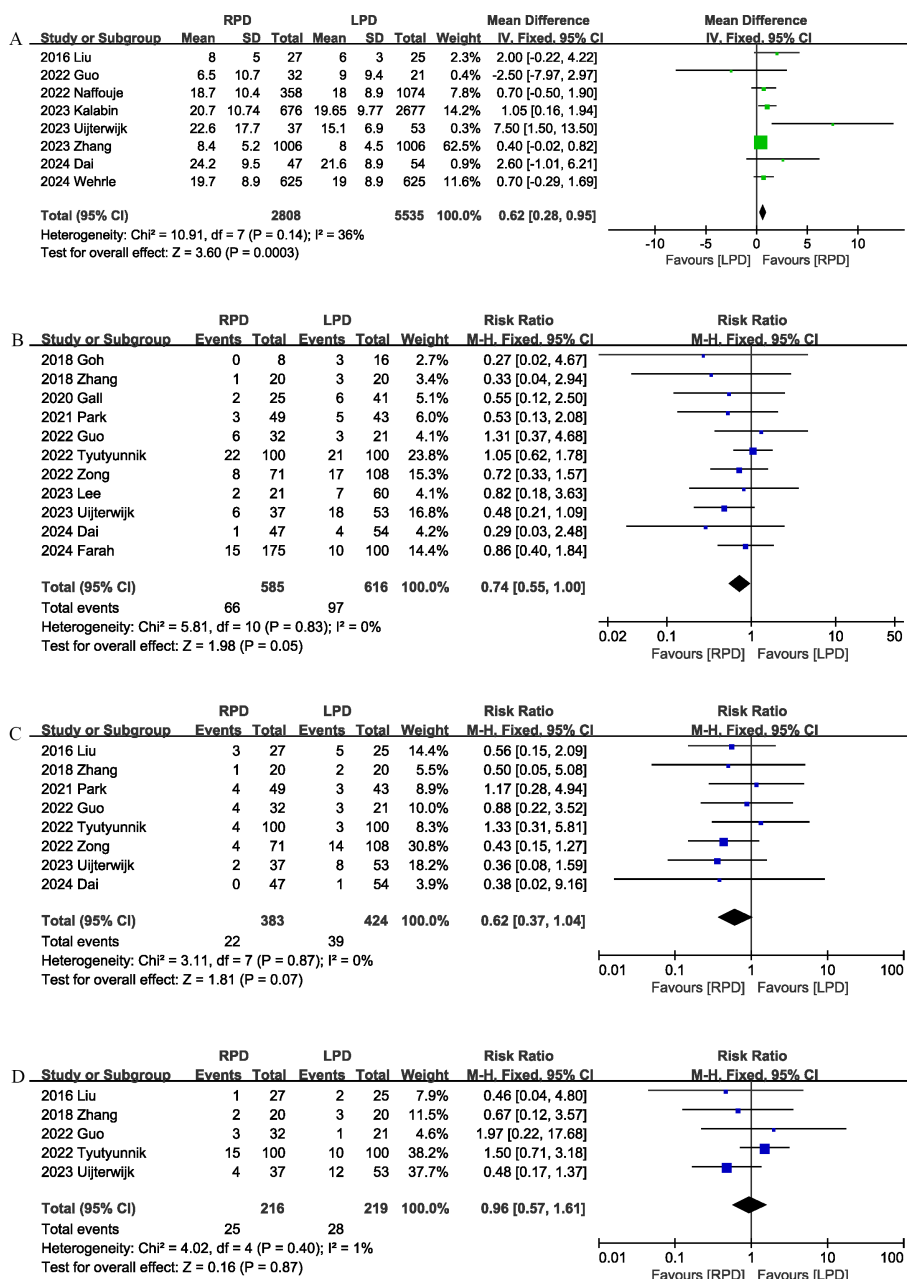 A
RPD LPD Mean Difference Mean Difference
Study or Subgroup Mean SD Total Mean SD Total Weight IV. Fixed. 95% CI IV. Fixed. 95% CI
2016 Liu 8 5 27 6 3 25 2.3% 2.00 [-0.22, 4.22]
2022 Guo 6.5 10.7 32 9 9.4 21 0.4% -2.50 [-7.97, 2.97]
2022 Naffouje 18.7 10.4 358 18 8.9 1074 7.8% 0.70 [-0.50, 1.90]
2023 Kalabin 20.7 10.74 676 19.65 9.77 2677 14.2% 1.05 [0.16, 1.94]
2023 Uijterwijk 22.6 17.7 37 15.1 6.9 53 0.3% 7.50 [1.50, 13.50]
2023 Zhang 8.4 5.2 1006 8 4.5 1006 62.5% 0.40 [-0.02, 0.82]
2024 Dai 24.2 9.5 47 21.6 8.9 54 0.9% 2.60 [-1.01, 6.21]
2024 Wehrle 19.7 8.9 625 19 8.9 625 11.6% 0.70 [-0.29, 1.69]
Total (95% CI) 2808 5535 100.0% 0.62 [0.28, 0.95]
Heterogeneity: Chi² = 10.91, df = 7 (P = 0.14); I² = 36%
Test for overall effect: Z = 3.60 (P = 0.0003)
-10 -5 0 5 10
Favours [LPD] Favours [RPD]
B
RPD LPD Risk Ratio Risk Ratio
Study or Subgroup Events Total Events Total Weight M-H. Fixed. 95% CI M-H. Fixed. 95% CI
2018 Goh 0 8 3 16 2.7% 0.27 [0.02, 4.67]
2018 Zhang 1 20 3 20 3.4% 0.33 [0.04, 2.94]
2020 Gall 2 25 6 41 5.1% 0.55 [0.12, 2.50]
2021 Park 3 49 5 43 6.0% 0.53 [0.13, 2.08]
2022 Guo 6 32 3 21 4.1% 1.31 [0.37, 4.68]
2022 Tyutyunnik 22 100 21 100 23.8% 1.05 [0.62, 1.78]
2022 Zong 8 71 17 108 15.3% 0.72 [0.33, 1.57]
2023 Lee 2 21 7 60 4.1% 0.82 [0.18, 3.63]
2023 Uijterwijk 6 37 18 53 16.8% 0.48 [0.21, 1.09]
2024 Dai 1 47 4 54 4.2% 0.29 [0.03, 2.48]
2024 Farah 15 175 10 100 14.4% 0.86 [0.40, 1.84]
Total (95% CI) 585 616 100.0% 0.74 [0.55, 1.00]
Total events 66 97
Heterogeneity: Chi² = 5.81, df = 10 (P = 0.83); I² = 0%
Test for overall effect: Z = 1.98 (P = 0.05)
0.02 0.1 1 10 50
Favours [RPD] Favours [LPD]
C
RPD LPD Risk Ratio Risk Ratio
Study or Subgroup Events Total Events Total Weight M-H. Fixed. 95% CI M-H. Fixed. 95% CI
2016 Liu 3 27 5 25 14.4% 0.56 [0.15, 2.09]
2018 Zhang 1 20 2 20 5.5% 0.50 [0.05, 5.08]
2021 Park 4 49 3 43 8.9% 1.17 [0.28, 4.94]
2022 Guo 4 32 3 21 10.0% 0.88 [0.22, 3.52]
2022 Tyutyunnik 4 100 3 100 8.3% 1.33 [0.31, 5.81]
2022 Zong 4 71 14 108 30.8% 0.43 [0.15, 1.27]
2023 Uijterwijk 2 37 8 53 18.2% 0.36 [0.08, 1.59]
2024 Dai 0 47 1 54 3.9% 0.38 [0.02, 9.16]
Total (95% CI) 383 424 100.0% 0.62 [0.37, 1.04]
Total events 22 39
Heterogeneity: Chi² = 3.11, df = 7 (P = 0.87); I² = 0%
Test for overall effect: Z = 1.81 (P = 0.07)
0.01 0.1 1 10 100
Favours [RPD] Favours [LPD]
D
RPD LPD Risk Ratio Risk Ratio
Study or Subgroup Events Total Events Total Weight M-H. Fixed. 95% CI M-H. Fixed. 95% CI
2016 Liu 1 27 2 25 7.9% 0.46 [0.04, 4.80]
2018 Zhang 2 20 3 20 11.5% 0.67 [0.12, 3.57]
2022 Guo 3 32 1 21 4.6% 1.97 [0.22, 17.68]
2022 Tyutyunnik 15 100 10 100 38.2% 1.50 [0.71, 3.18]
2023 Uijterwijk 4 37 12 53 37.7% 0.48 [0.17, 1.37]
Total (95% CI) 216 219 100.0% 0.96 [0.57, 1.61]
Total events 25 28
Heterogeneity: Chi² = 4.02, df = 4 (P = 0.40); I² = 1%
Test for overall effect: Z = 0.16 (P = 0.87)
0.01 0.1 1 10 100
Favours [RPD] Favours [LPD]